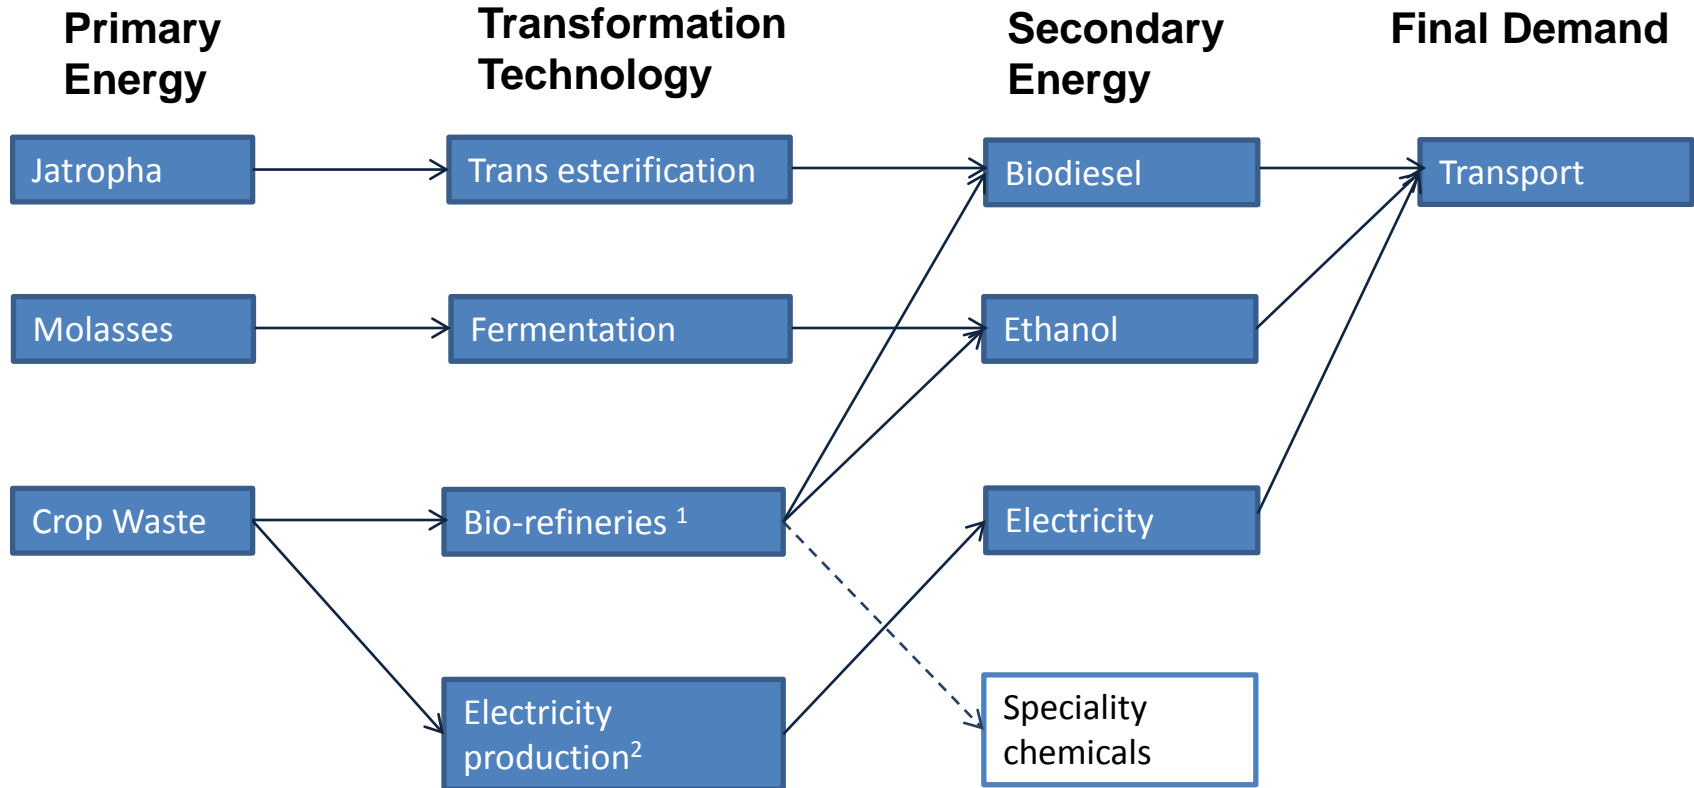 Primary
Energy
Transformation
Technology
Secondary
Energy
Final Demand
Jatropha
Trans esterification
Biodiesel
Transport
Molasses
Fermentation
Ethanol
Crop Waste
Bio-refineries ¹
Electricity
Electricity
production²
Speciality
chemicals